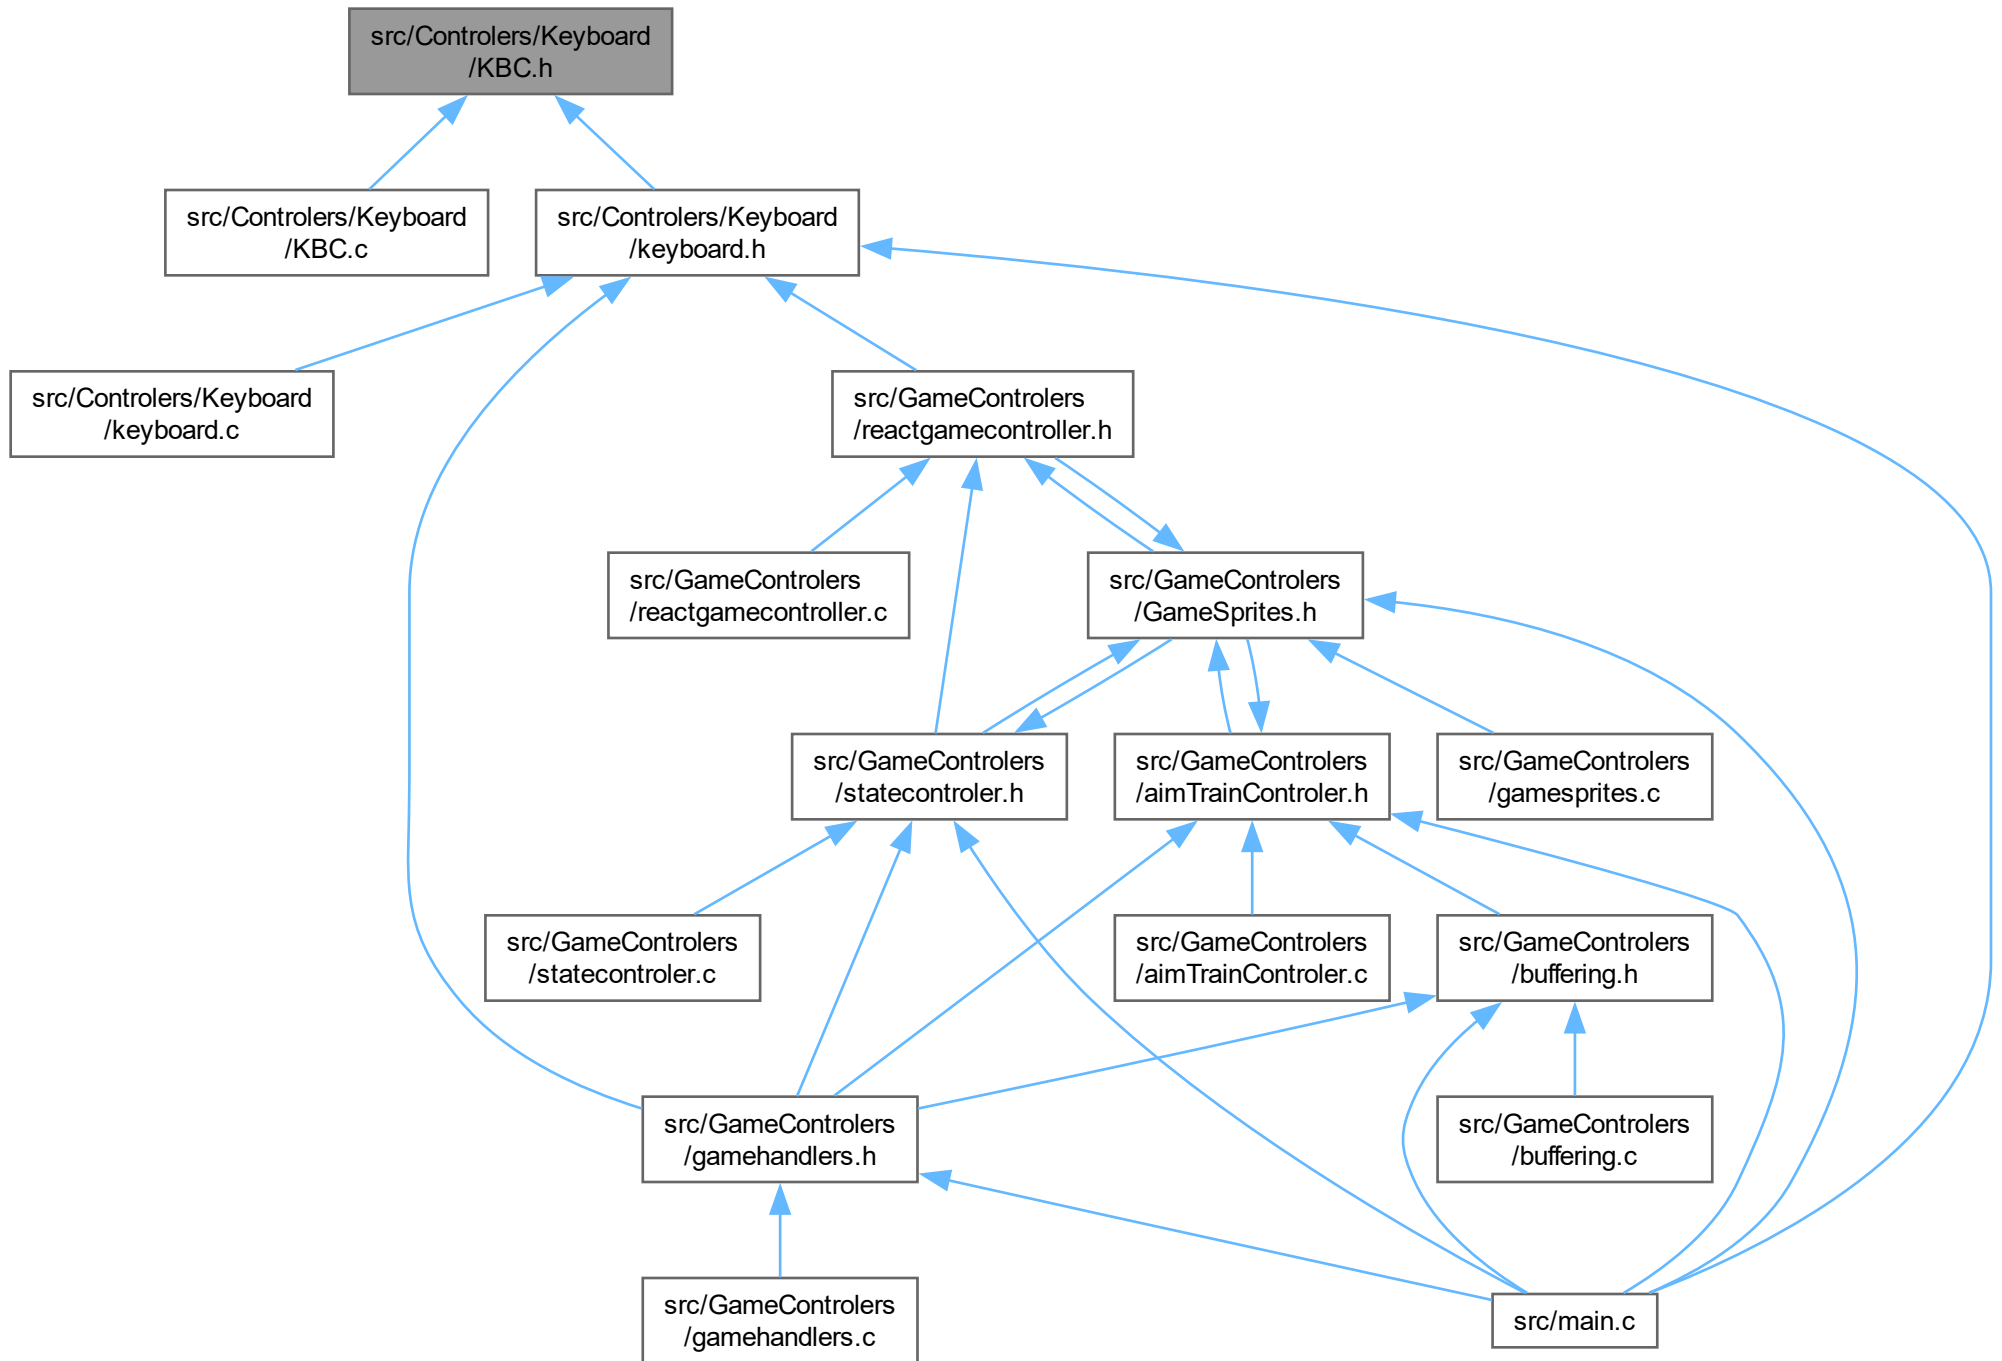 src/Controlers/Keyboard
/KBC.h
src/Controlers/Keyboard
/KBC.c
src/Controlers/Keyboard
/keyboard.h
src/Controlers/Keyboard
/keyboard.c
src/GameControlers
/reactgamecontroller.h
src/GameControlers
/reactgamecontroller.c
src/GameControlers
/GameSprites.h
src/GameControlers
/statecontroler.h
src/GameControlers
/aimTrainControler.h
src/GameControlers
/gamesprites.c
src/GameControlers
/statecontroler.c
src/GameControlers
/aimTrainControler.c
src/GameControlers
/buffering.h
src/GameControlers
/gamehandlers.h
src/GameControlers
/buffering.c
src/GameControlers
/gamehandlers.c
src/main.c